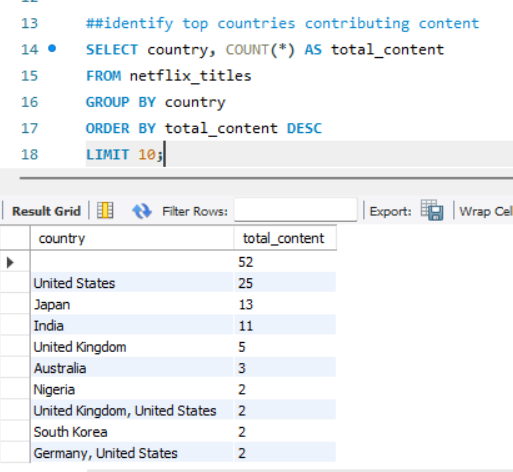 13 ##identify top countries contributing content
14 SELECT country, COUNT(*) AS total_content
15 FROM netflix_titles
16 GROUP BY country
17 ORDER BY total_content DESC
18 LIMIT 10;
Result Grid Filter Rows: Export: Wrap Cel
country total_content
52
United States 25
Japan 13
India 11
United Kingdom 5
Australia 3
Nigeria 2
United Kingdom, United States 2
South Korea 2
Germany, United States 2